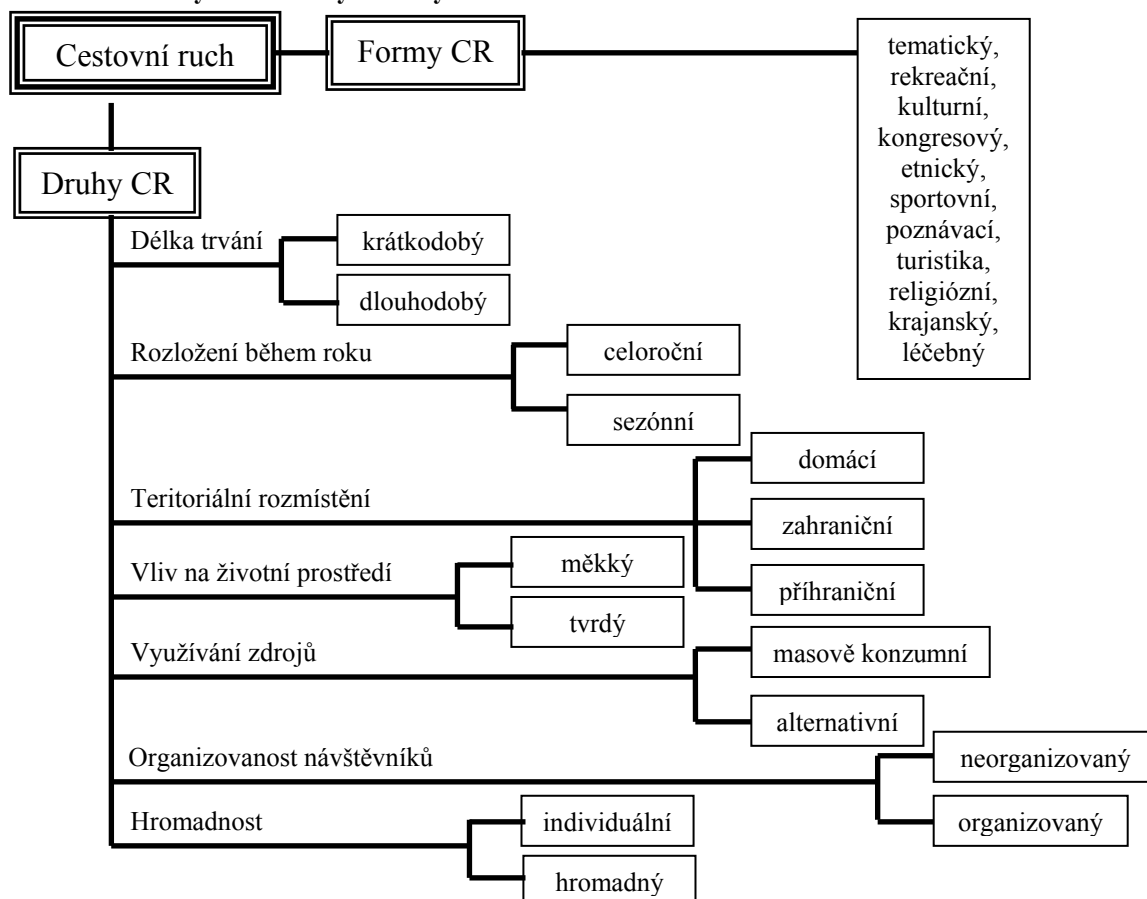 Cestovní ruch
Formy CR
tematický,
rekreační,
kulturní,
kongresový,
etnický,
sportovní,
poznávací,
turistika,
religiózní,
krajanský,
léčebný
Druhy CR
Délka trvání
krátkodobý
dlouhodobý
Rozložení během roku
celoroční
sezónní
Teritoriální rozmístění
domácí
zahraniční
příhraniční
Vliv na životní prostředí
měkký
tvrdý
Využívání zdrojů
masově konzumní
alternativní
Organizovanost návštěvníků
neorganizovaný
organizovaný
Hromadnost
individuální
hromadný